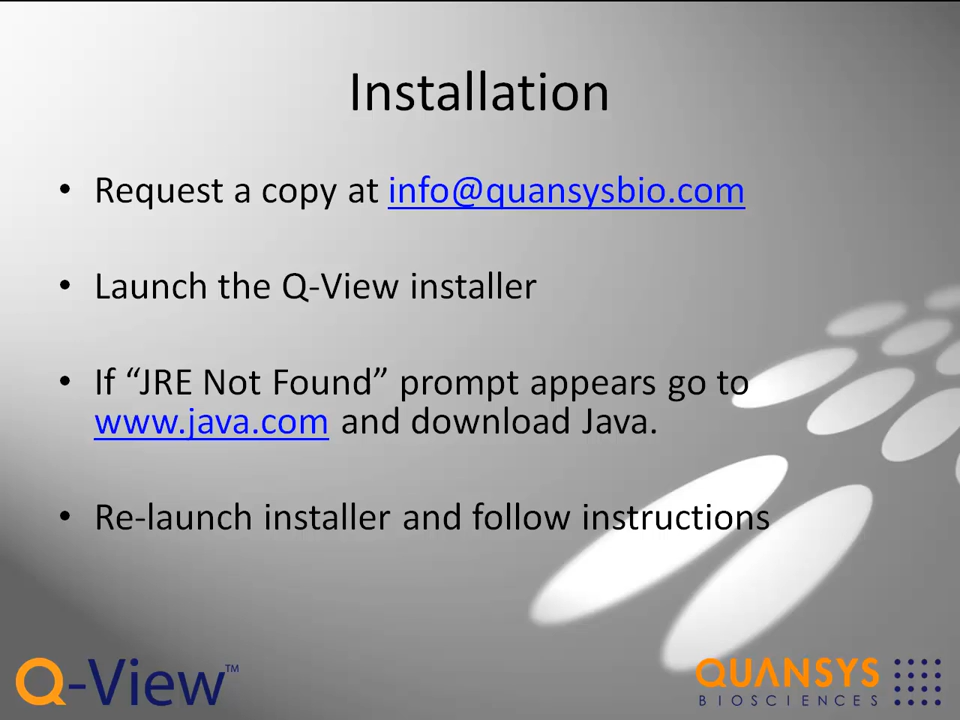 Installation
• Request a copy at info@quansysbio.com
• Launch the Q-View installer
• If “JRE Not Found” prompt appears go to
www.java.com and download Java.
• Re-launch installer and follow instructions
Q-View™
QUANSYS
BIOSCIENCES